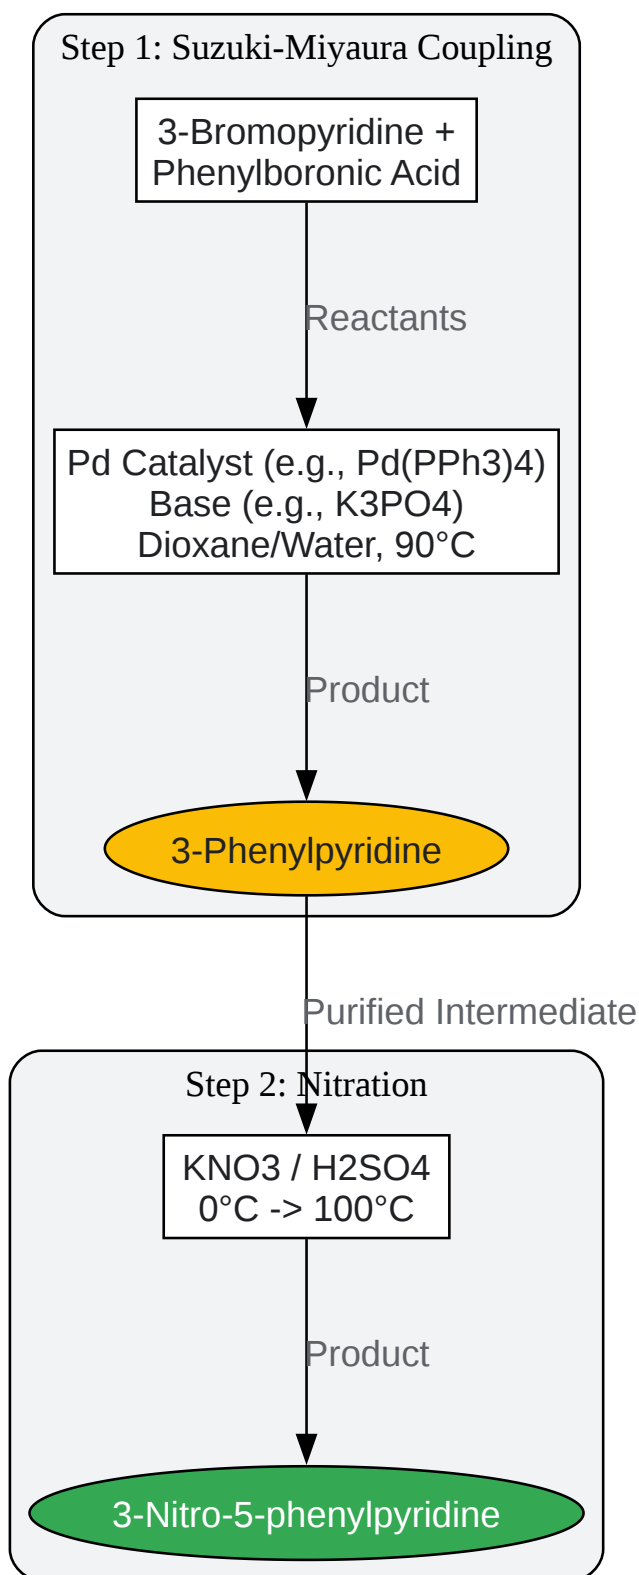 Step 1: Suzuki-Miyaura Coupling
3-Bromopyridine +
Phenylboronic Acid
Reactants
Pd Catalyst (e.g., Pd(PPh3)4)
Base (e.g., K3PO4)
Dioxane/Water, 90°C
Product
3-Phenylpyridine
Purified Intermediate
Step 2: Nitration
KNO3 / H2SO4
0°C -> 100°C
Product
3-Nitro-5-phenylpyridine